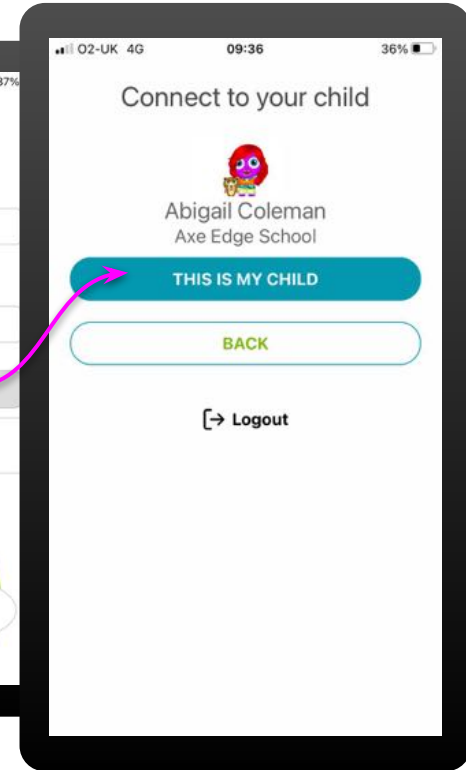 37%
O2-UK 4G 09:36 36%
Connect to your child
Abigail Coleman
Axe Edge School
THIS IS MY CHILD
BACK
Logout